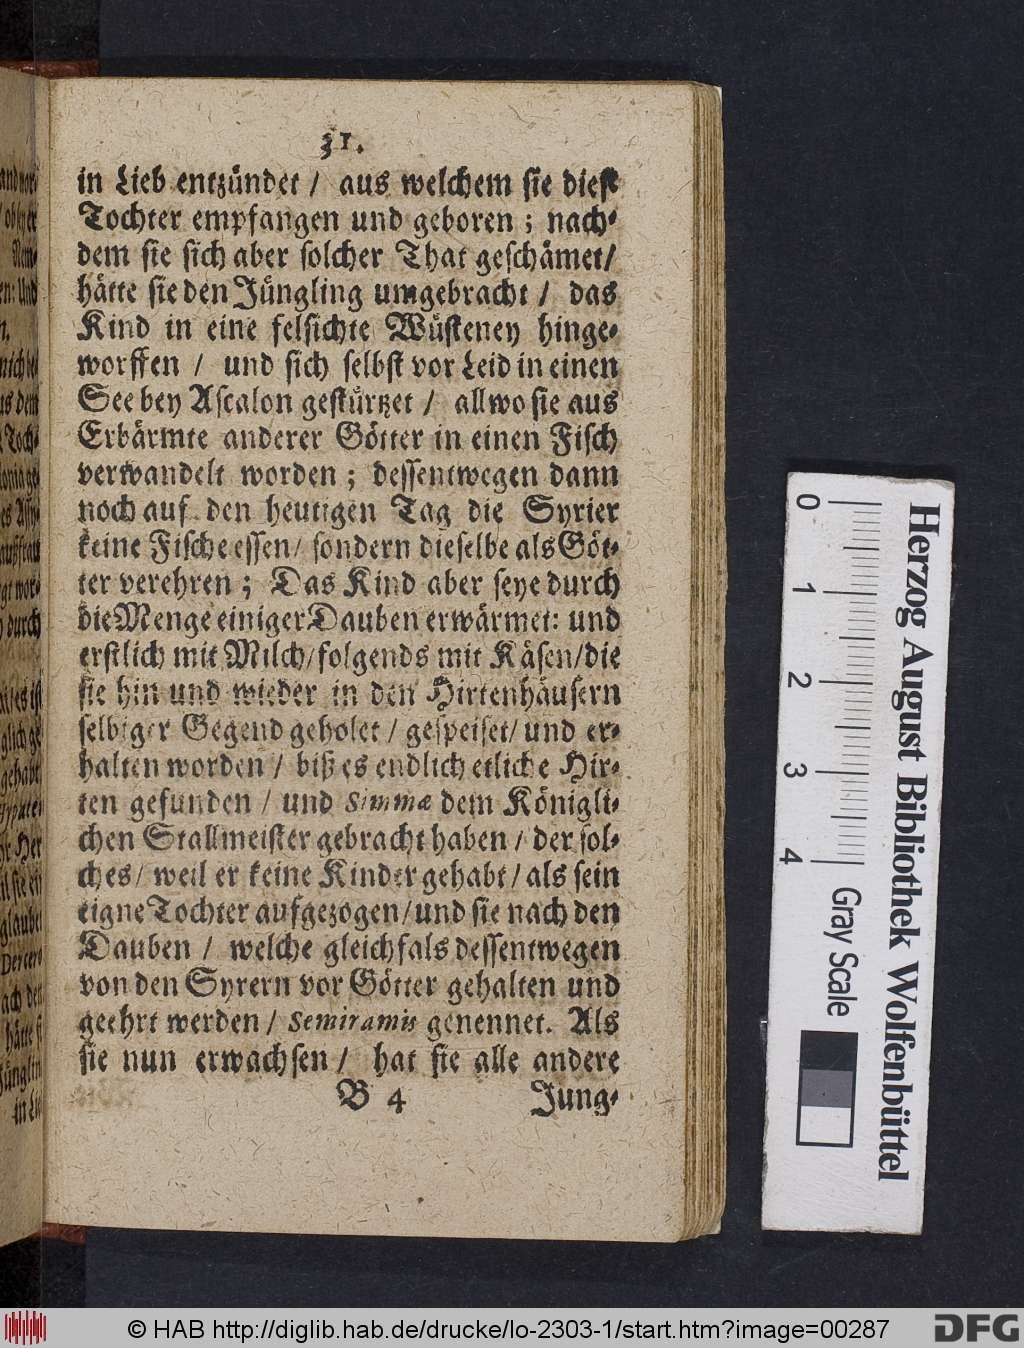 31.
in Lieb entzündet / aus welchem sie diese
Tochter empfangen und geboren ; nach-
dem sie sich aber solcher That geschämet/
hätte sie den Jüngling umgebracht / das
Kind in eine felsichte Wüsteney hinge-
worffen / und sich selbst vor Leid in einen
See bey Ascalon gestürtzet / allwo sie aus
Erbärmte anderer Götter in einen Fisch
verwandelt worden ; dessentwegen dann
noch auf den heutigen Tag die Syrier
keine Fische essen/ sondern dieselbe als Göt-
ter verehren ; Das Kind aber seye durch
die Menge einiger Dauben erwärmet: und
erstlich mit Milch/folgends mit Käsen/die
sie hin und wieder in den Hirtenhäusern
selbiger Gegend geholet / gespeiset/ und er-
halten worden / biß es endlich etliche Hir-
ten gefunden / und Simmæ dem Königli-
chen Stallmeister gebracht haben / der sol-
ches/ weil er keine Kinder gehabt / als sein
eigne Tochter aufgezogen/und sie nach den
Dauben / welche gleichfals dessentwegen
von den Syrern vor Götter gehalten und
geehrt werden / Semiramis genennet. Als
sie nun erwachsen / hat sie alle andere
B 4 Jung-
0 1 2 3 4
Herzog August Bibliothek Wolfenbüttel
Gray Scale
© HAB http://diglib.hab.de/drucke/lo-2303-1/start.htm?image=00287
DFG